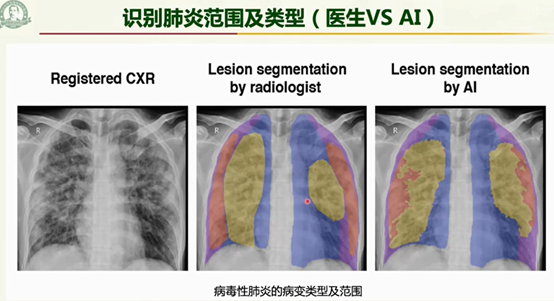 识别肺炎范围及类型（医生VS AI）
Registered CXR
Lesion segmentation
by radiologist
Lesion segmentation
by AI
R
R
R
病毒性肺炎的病变类型及范围